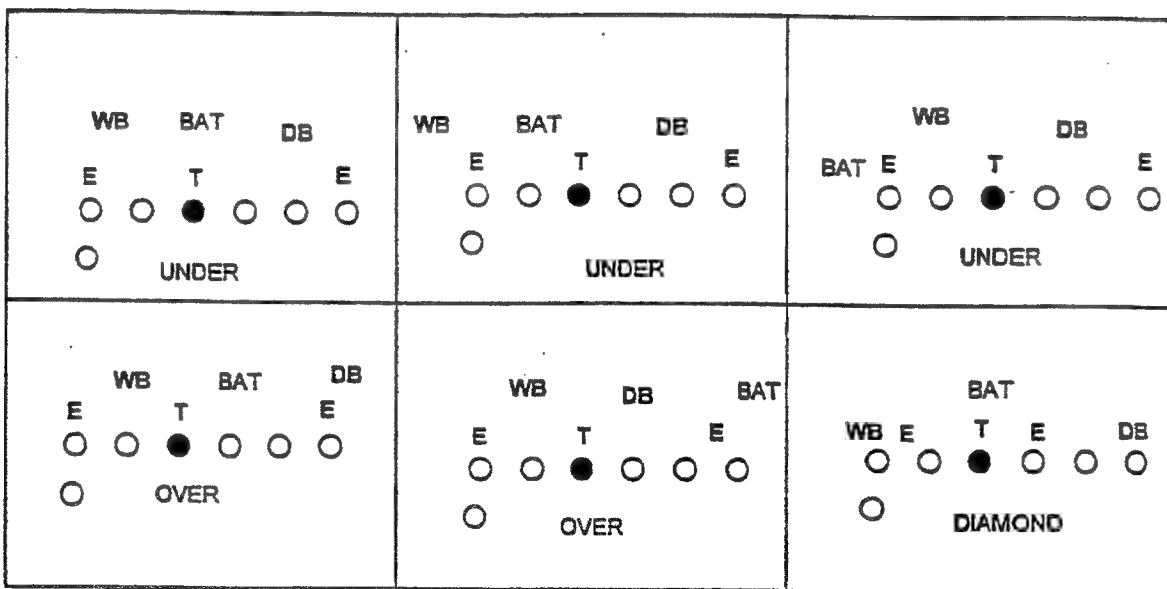 WB BAT DB
E T E
UNDER
WB BAT DB
E T E
UNDER
WB DB
BAT E T E
UNDER
WB BAT DB
E T E
OVER
WB DB BAT
E T E
OVER
BAT
WB E T E DB
DIAMOND